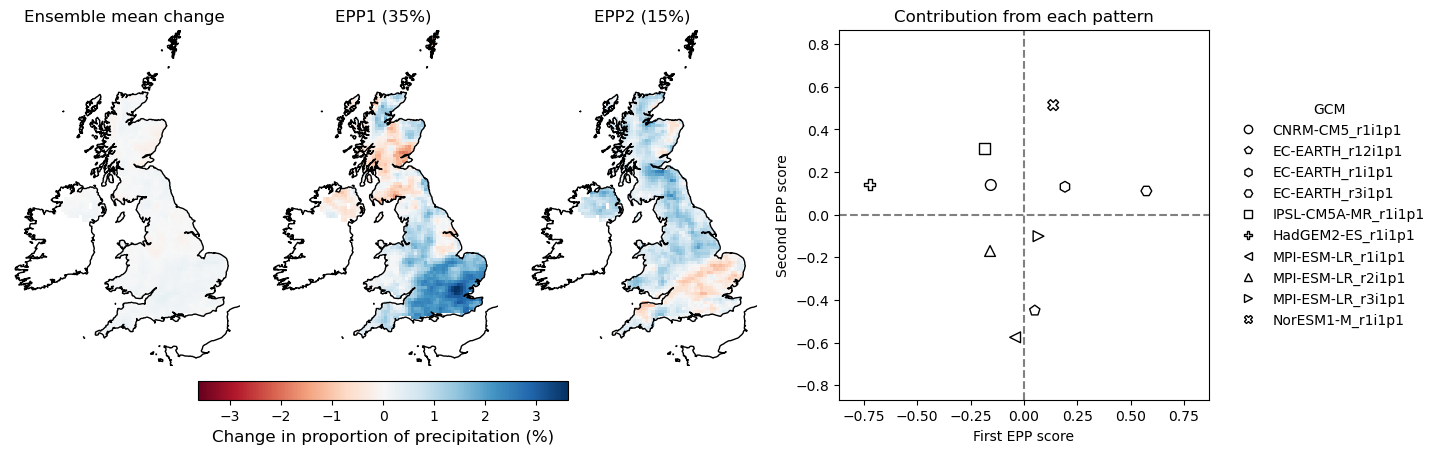 Ensemble mean change
EPP1 (35%)
EPP2 (15%)
−3 −2 −1 0 1 2 3
Change in proportion of precipitation (%)
Contribution from each pattern
Second EPP score
0.8
0.6
0.4
0.2
0.0
−0.2
−0.4
−0.6
−0.8
−0.75 −0.50 −0.25 0.00 0.25 0.50 0.75
First EPP score
GCM
CNRM-CM5_r1i1p1
EC-EARTH_r12i1p1
EC-EARTH_r1i1p1
EC-EARTH_r3i1p1
IPSL-CM5A-MR_r1i1p1
HadGEM2-ES_r1i1p1
MPI-ESM-LR_r1i1p1
MPI-ESM-LR_r2i1p1
MPI-ESM-LR_r3i1p1
NorESM1-M_r1i1p1